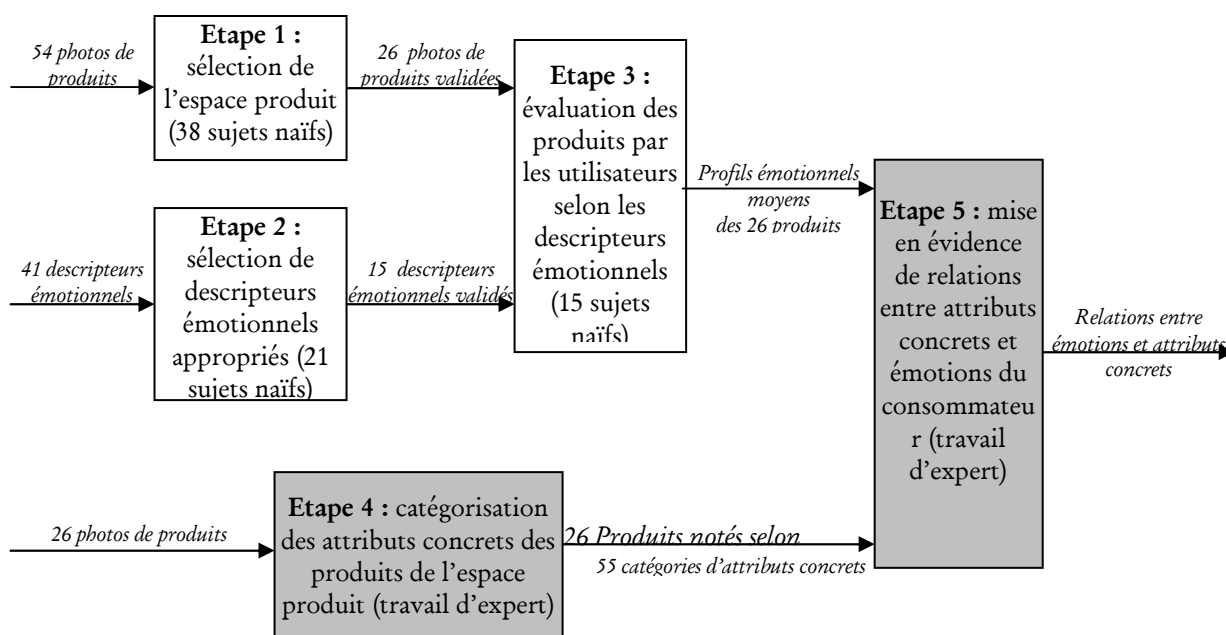 54 photos de
produits
Etape 1 :
sélection de
l'espace produit
(38 sujets naïfs)
26 photos de
produits validées
41 descripteurs
émotionnels
Etape 2 :
sélection de
descripteurs
émotionnels
appropriés (21
sujets naïfs)
15 descripteurs
émotionnels validés
Etape 3 :
évaluation des
produits par
les utilisateurs
selon les
descripteurs
émotionnels
(15 sujets
naïfs)
Profils émotionnels
moyens
des 26 produits
26 photos de produits
Etape 4 : catégorisation
des attributs concrets des
produits de l'espace
produit (travail d'expert)
26 Produits notés selon
55 catégories d'attributs concrets
Etape 5 : mise
en évidence
de relations
entre attributs
concrets et
émotions du
consommateu
r (travail
d'expert)
Relations entre
émotions et attributs
concrets